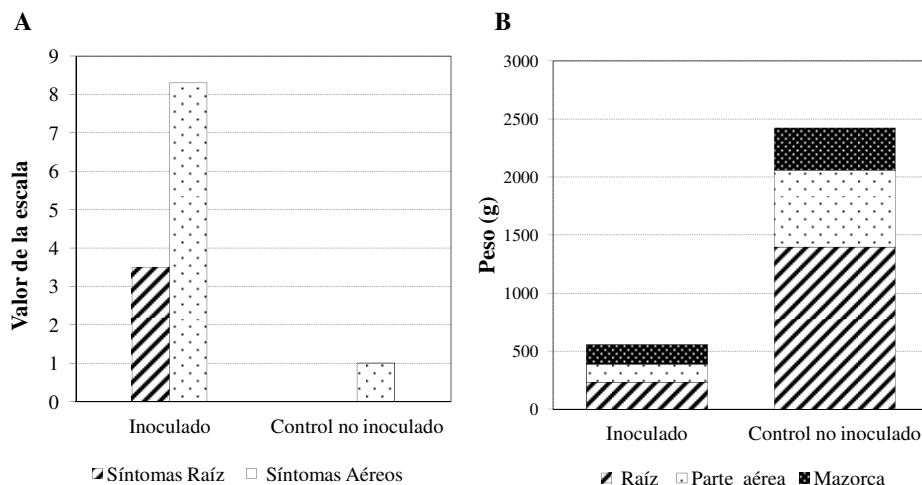 A
Valor de la escala
9
8
7
6
5
4
3
2
1
0
Inoculado
Control no inoculado
Síntomas Raíz
Síntomas Aéreos
B
Peso (g)
3000
2500
2000
1500
1000
500
0
Inoculado
Control no inoculado
Raíz
Parte aérea
Mazorca